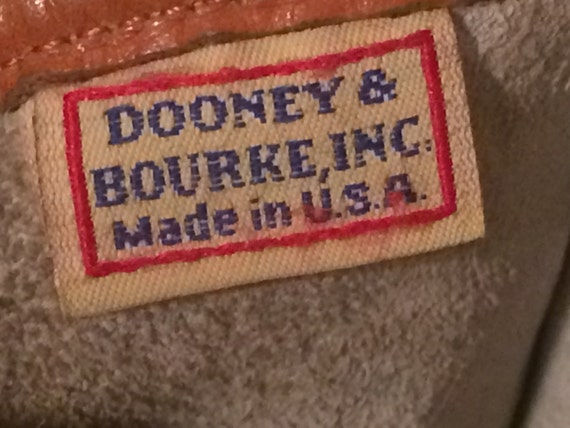 DOONEY &
BOURKE, INC.
Made in U.S.A.